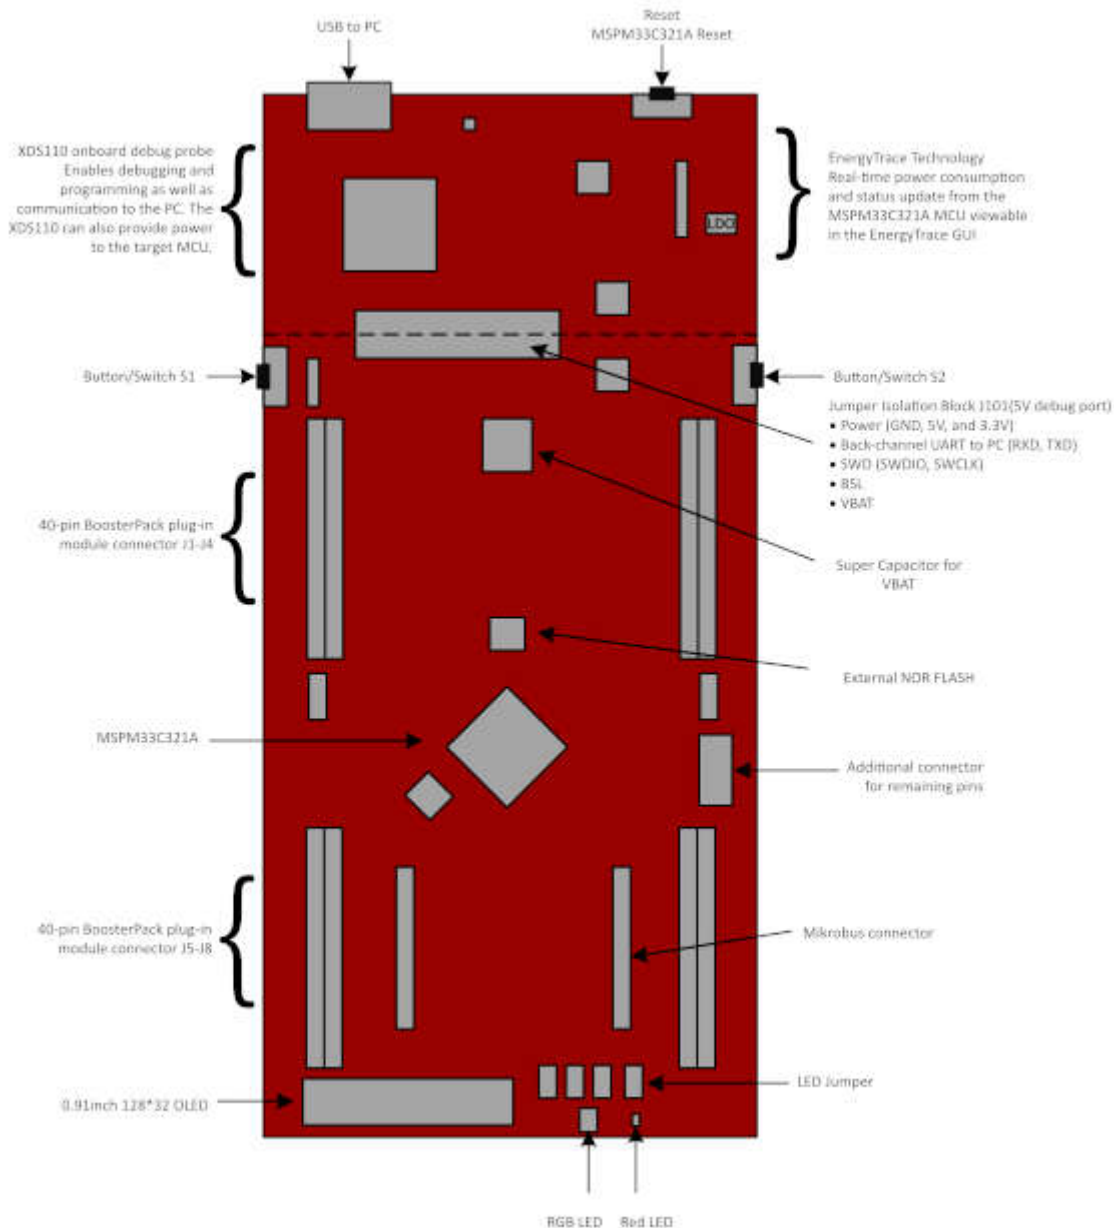 USB to PC
Reset
MSPM33C321A Reset
XDS110 onboard debug probe
Enables debugging and
programming as well as
communication to the PC. The
XDS110 can also provide power
to the target MCU.
EnergyTrace Technology
Real-time power consumption
and status update from the
MSPM33C321A MCU viewable
in the EnergyTrace GUI
LDO
Button/Switch S1
Button/Switch S2
Jumper Isolation Block J101(5V debug port)
• Power (GND, 5V, and 3.3V)
• Back-channel UART to PC (RXD, TXD)
• SWD (SWDIO, SWCLK)
• BSL
• VBAT
40-pin BoosterPack plug-in
module connector J1-J4
Super Capacitor for
VBAT
External NOR FLASH
MSPM33C321A
Additional connector
for remaining pins
40-pin BoosterPack plug-in
module connector J5-J8
Mikrobus connector
LED Jumper
0.91inch 128*32 OLED
RGB LED
Red LED